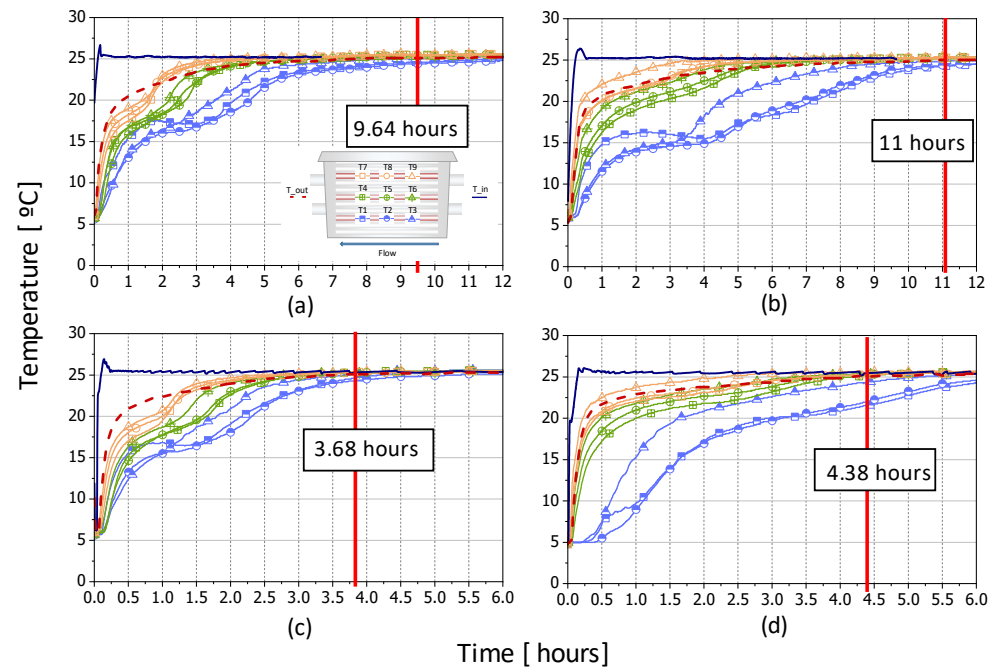 Temperature [ ºC]
30
25
20
15
10
5
0
0 1 2 3 4 5 6 7 8 9 10 11 12
9.64 hours
T7 T8 T9
T_out T4 T5 T6 T_in
T1 T2 T3
Flow
(a)
30
25
20
15
10
5
0
0 1 2 3 4 5 6 7 8 9 10 11 12
11 hours
(b)
30
25
20
15
10
5
0
0.0 0.5 1.0 1.5 2.0 2.5 3.0 3.5 4.0 4.5 5.0 5.5 6.0
3.68 hours
(c)
30
25
20
15
10
5
0
0.0 0.5 1.0 1.5 2.0 2.5 3.0 3.5 4.0 4.5 5.0 5.5 6.0
4.38 hours
(d)
Time [ hours]